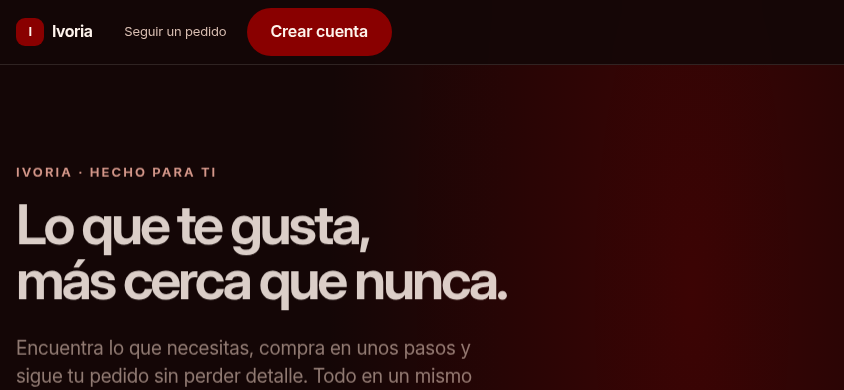 I Ivoria Seguir un pedido Crear cuenta
IVORIA · HECHO PARA TI
Lo que te gusta,
más cerca que nunca.
Encuentra lo que necesitas, compra en unos pasos y
sigue tu pedido sin perder detalle. Todo en un mismo